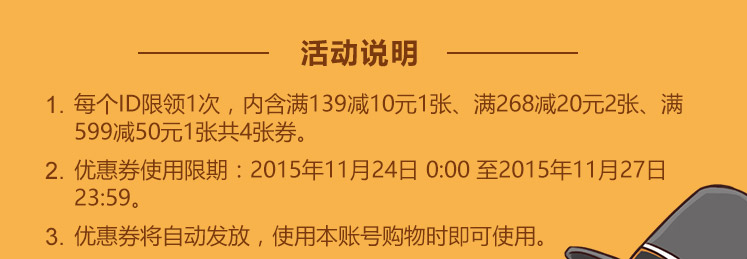 活动说明
1. 每个ID限领1次，内含满139减10元1张、满268减20元2张、满
599减50元1张共4张券。
2. 优惠券使用限期：2015年11月24日 0:00 至2015年11月27日
23:59。
3. 优惠券将自动发放，使用本账号购物时即可使用。